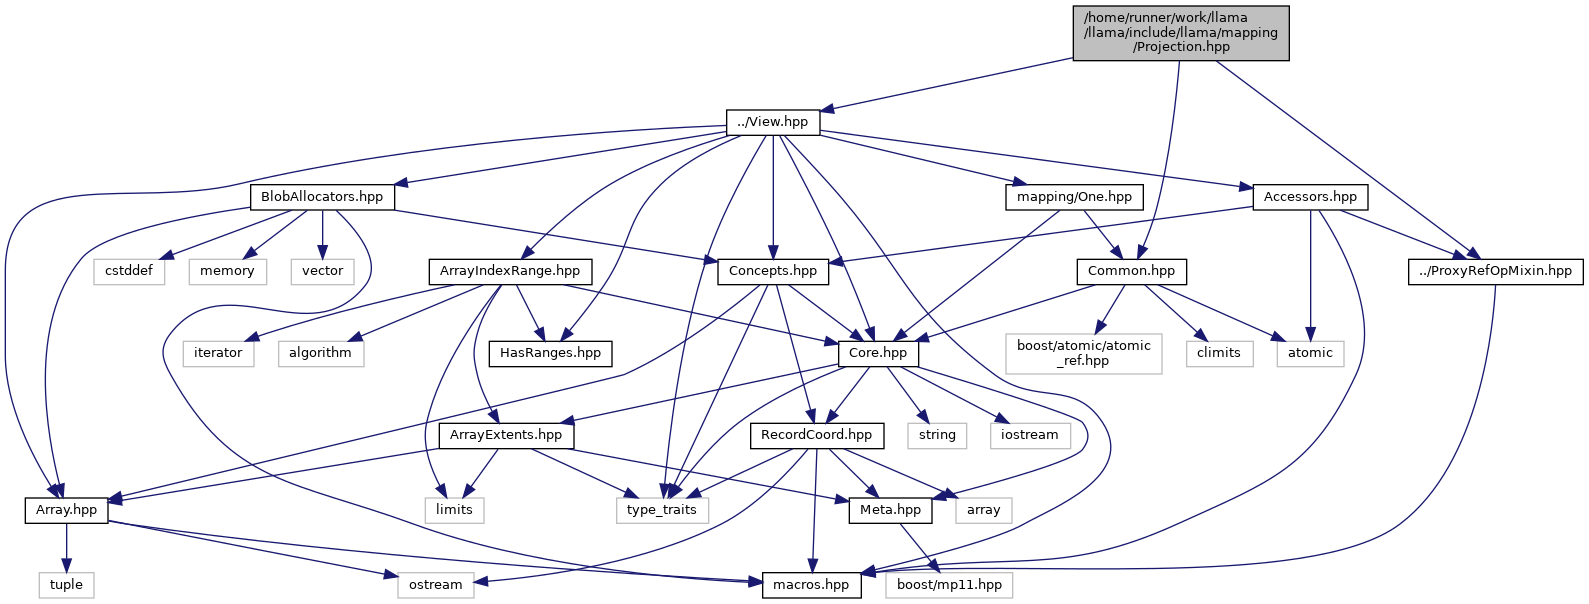 /home/runner/work/llama
/llama/include/llama/mapping
/Projection.hpp
../View.hpp
BlobAllocators.hpp
mapping/One.hpp
Accessors.hpp
cstddef
memory
vector
ArrayIndexRange.hpp
Concepts.hpp
Common.hpp
../ProxyRefOpMixin.hpp
iterator
algorithm
HasRanges.hpp
Core.hpp
boost/atomic/atomic
_ref.hpp
climits
atomic
ArrayExtents.hpp
RecordCoord.hpp
string
iostream
Array.hpp
limits
type_traits
Meta.hpp
array
tuple
ostream
macros.hpp
boost/mp11.hpp